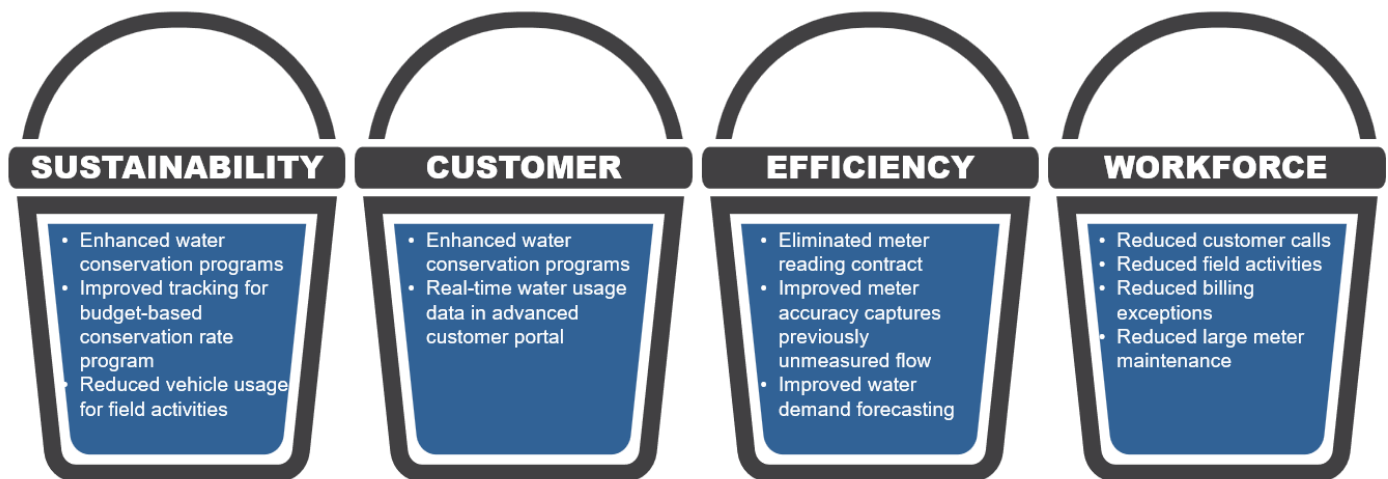 SUSTAINABILITY
• Enhanced water
conservation programs
• Improved tracking for
budget-based
conservation rate
program
• Reduced vehicle usage
for field activities
CUSTOMER
• Enhanced water
conservation programs
• Real-time water usage
data in advanced
customer portal
EFFICIENCY
• Eliminated meter
reading contract
• Improved meter
accuracy captures
previously
unmeasured flow
• Improved water
demand forecasting
WORKFORCE
• Reduced customer calls
• Reduced field activities
• Reduced billing
exceptions
• Reduced large meter
maintenance